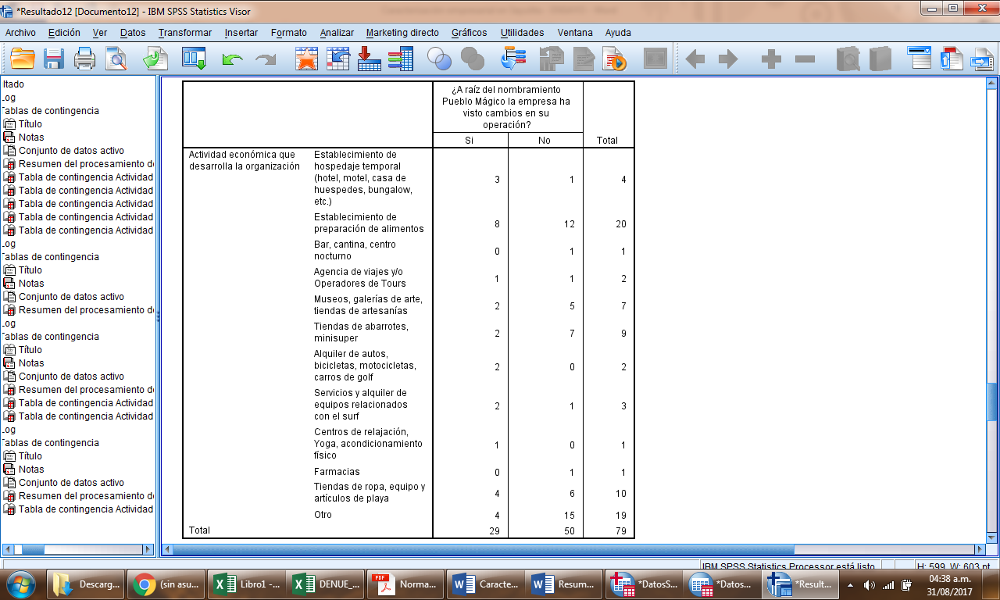 *Resultado12 [Documento12] - IBM SPSS Statistics Visor
Archivo Edición Ver Datos Transformar Insertar Formato Analizar Marketing directo Gráficos Utilidades Ventana Ayuda
ltado
Log
Tablas de contingencia
Título
Notas
Conjunto de datos activo
Resumen del procesamiento de
Tabla de contingencia Actividad
Tabla de contingencia Actividad
Tabla de contingencia Actividad
Tabla de contingencia Actividad
Tabla de contingencia Actividad
Log
Tablas de contingencia
Título
Notas
Conjunto de datos activo
Resumen del procesamiento de
Log
Tablas de contingencia
Título
Notas
Conjunto de datos activo
Resumen del procesamiento de
Tabla de contingencia Actividad
Tabla de contingencia Actividad
Log
Tablas de contingencia
Título
Notas
Conjunto de datos activo
Resumen del procesamiento de
Tabla de contingencia Actividad
¿A raíz del nombramiento
Pueblo Mágico la empresa ha
visto cambios en su
operación?
Si No Total
Actividad económica que
desarrolla la organización
Establecimiento de
hospedaje temporal
(hotel, motel, casa de
huespedes, bungalow,
etc.)
3 1 4
Establecimiento de
preparación de alimentos
8 12 20
Bar, cantina, centro
nocturno
0 1 1
Agencia de viajes y/o
Operadores de Tours
1 1 2
Museos, galerías de arte,
tiendas de artesanías
2 5 7
Tiendas de abarrotes,
minisuper
2 7 9
Alquiler de autos,
bicicletas, motocicletas,
carros de golf
2 0 2
Servicios y alquiler de
equipos relacionados
con el surf
2 1 3
Centros de relajación,
Yoga, acondicionamiento
físico
1 0 1
Farmacias 0 1 1
Tiendas de ropa, equipo y
artículos de playa
4 6 10
Otro 4 15 19
Total 29 50 79
IBM SPSS Statistics Processor está listo H: 599, W: 603 pt
Descarg... (sin asu... Libro1 -... DENUE_... PDF Norma... Caracte... Resum... *DatosS... *Datos... *Result... 04:38 a.m.
31/08/2017